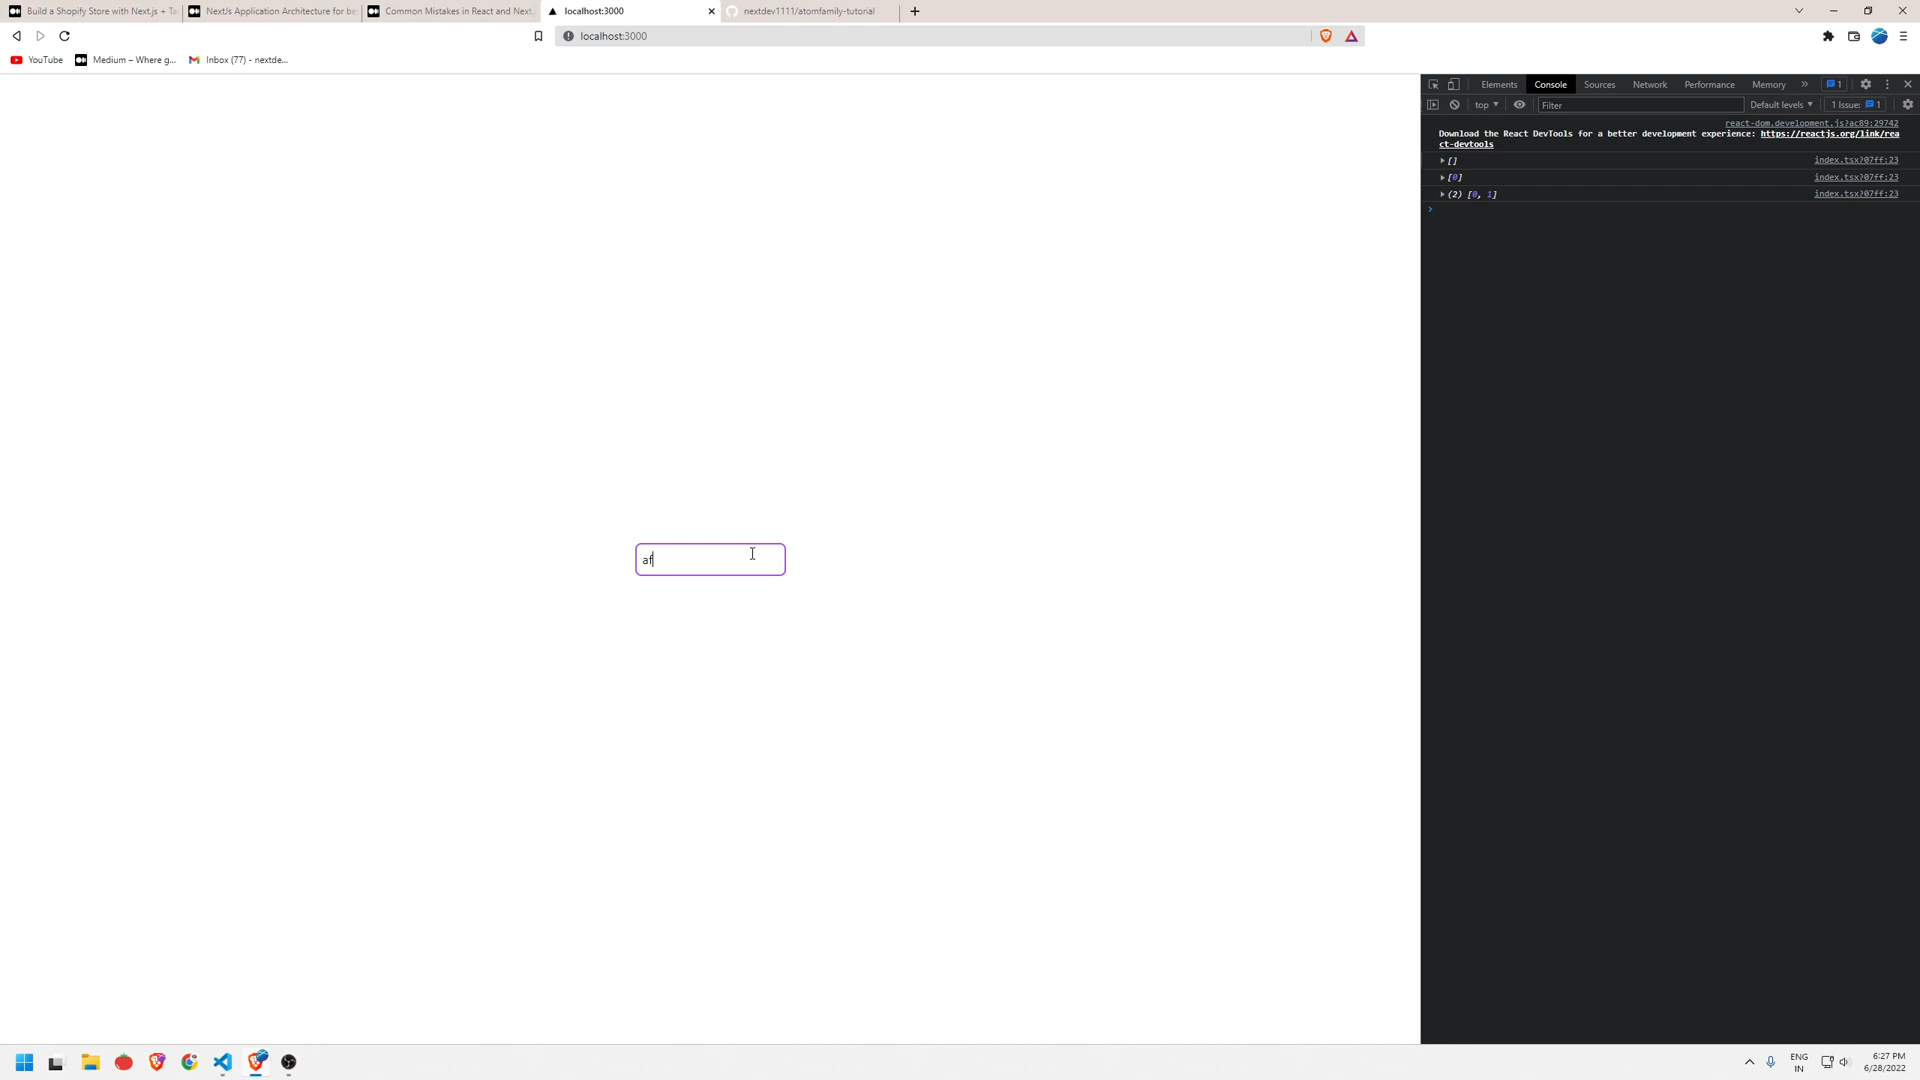 Build a Shopify Store with Next.js + Ta
NextJs Application Architecture for be
Common Mistakes in React and Next.
localhost:3000
nextdev1111/atomfamily-tutorial
localhost:3000
YouTube
Medium – Where g...
Inbox (77) - nextde...
Elements
Console
Sources
Network
Performance
Memory
1
top
Filter
Default levels
1 Issue:
1
react-dom.development.js?ac89:29742
Download the React DevTools for a better development experience: https://reactjs.org/link/rea
ct-devtools
[]
index.tsx?07ff:23
[0]
index.tsx?07ff:23
(2) [0, 1]
index.tsx?07ff:23
af
ENG
IN
6:27 PM
6/28/2022